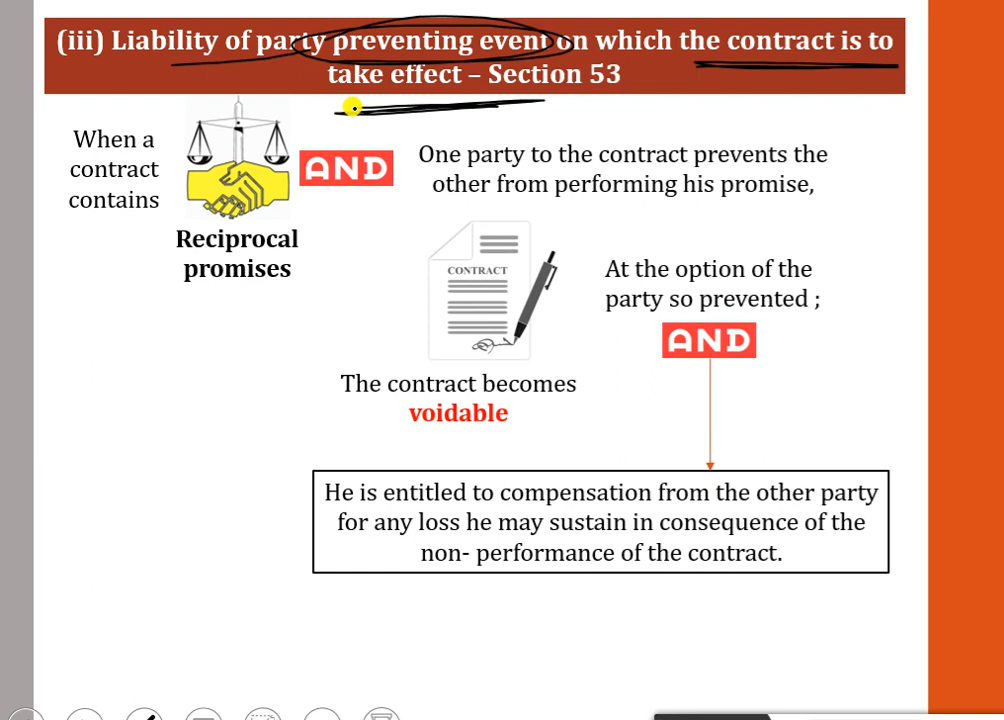 (iii) Liability of party preventing event on which the contract is to
take effect – Section 53
When a
contract
contains
Reciprocal
promises
AND
One party to the contract prevents the
other from performing his promise,
CONTRACT
The contract becomes
voidable
At the option of the
party so prevented ;
AND
He is entitled to compensation from the other party
for any loss he may sustain in consequence of the
non- performance of the contract.